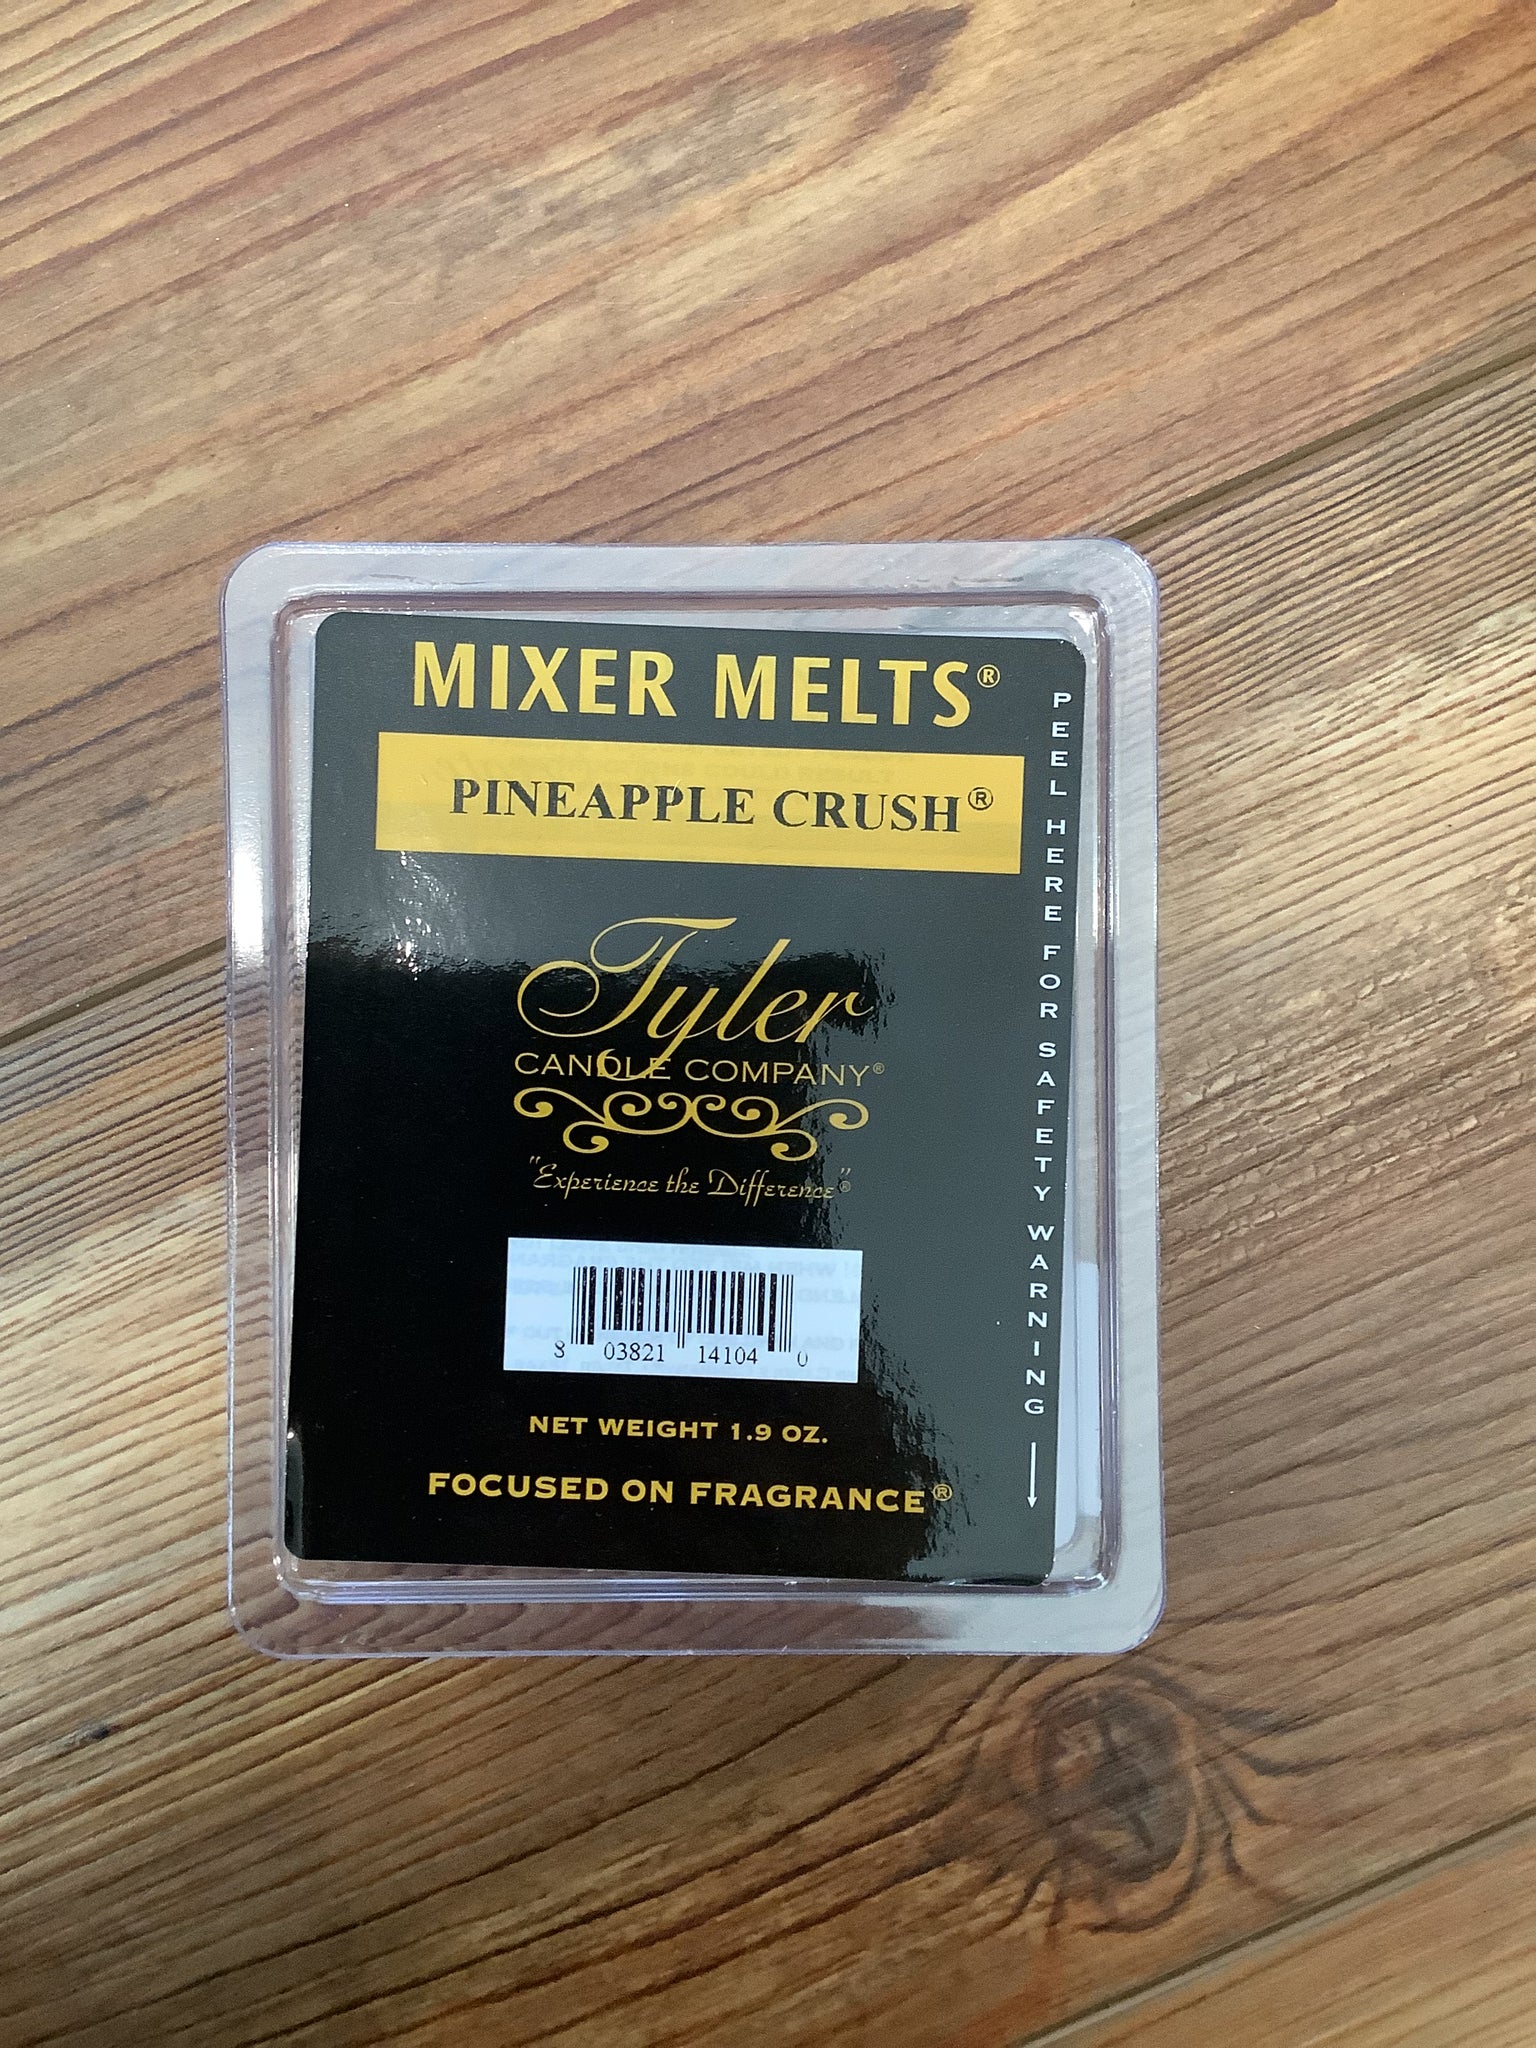 MIXER MELTS®
PINEAPPLE CRUSH®
Tyler
CANDLE COMPANY®
"Experience the Difference"®
8 03821 14104 0
NET WEIGHT 1.9 OZ.
FOCUSED ON FRAGRANCE®
PEEL HERE FOR SAFETY WARNING